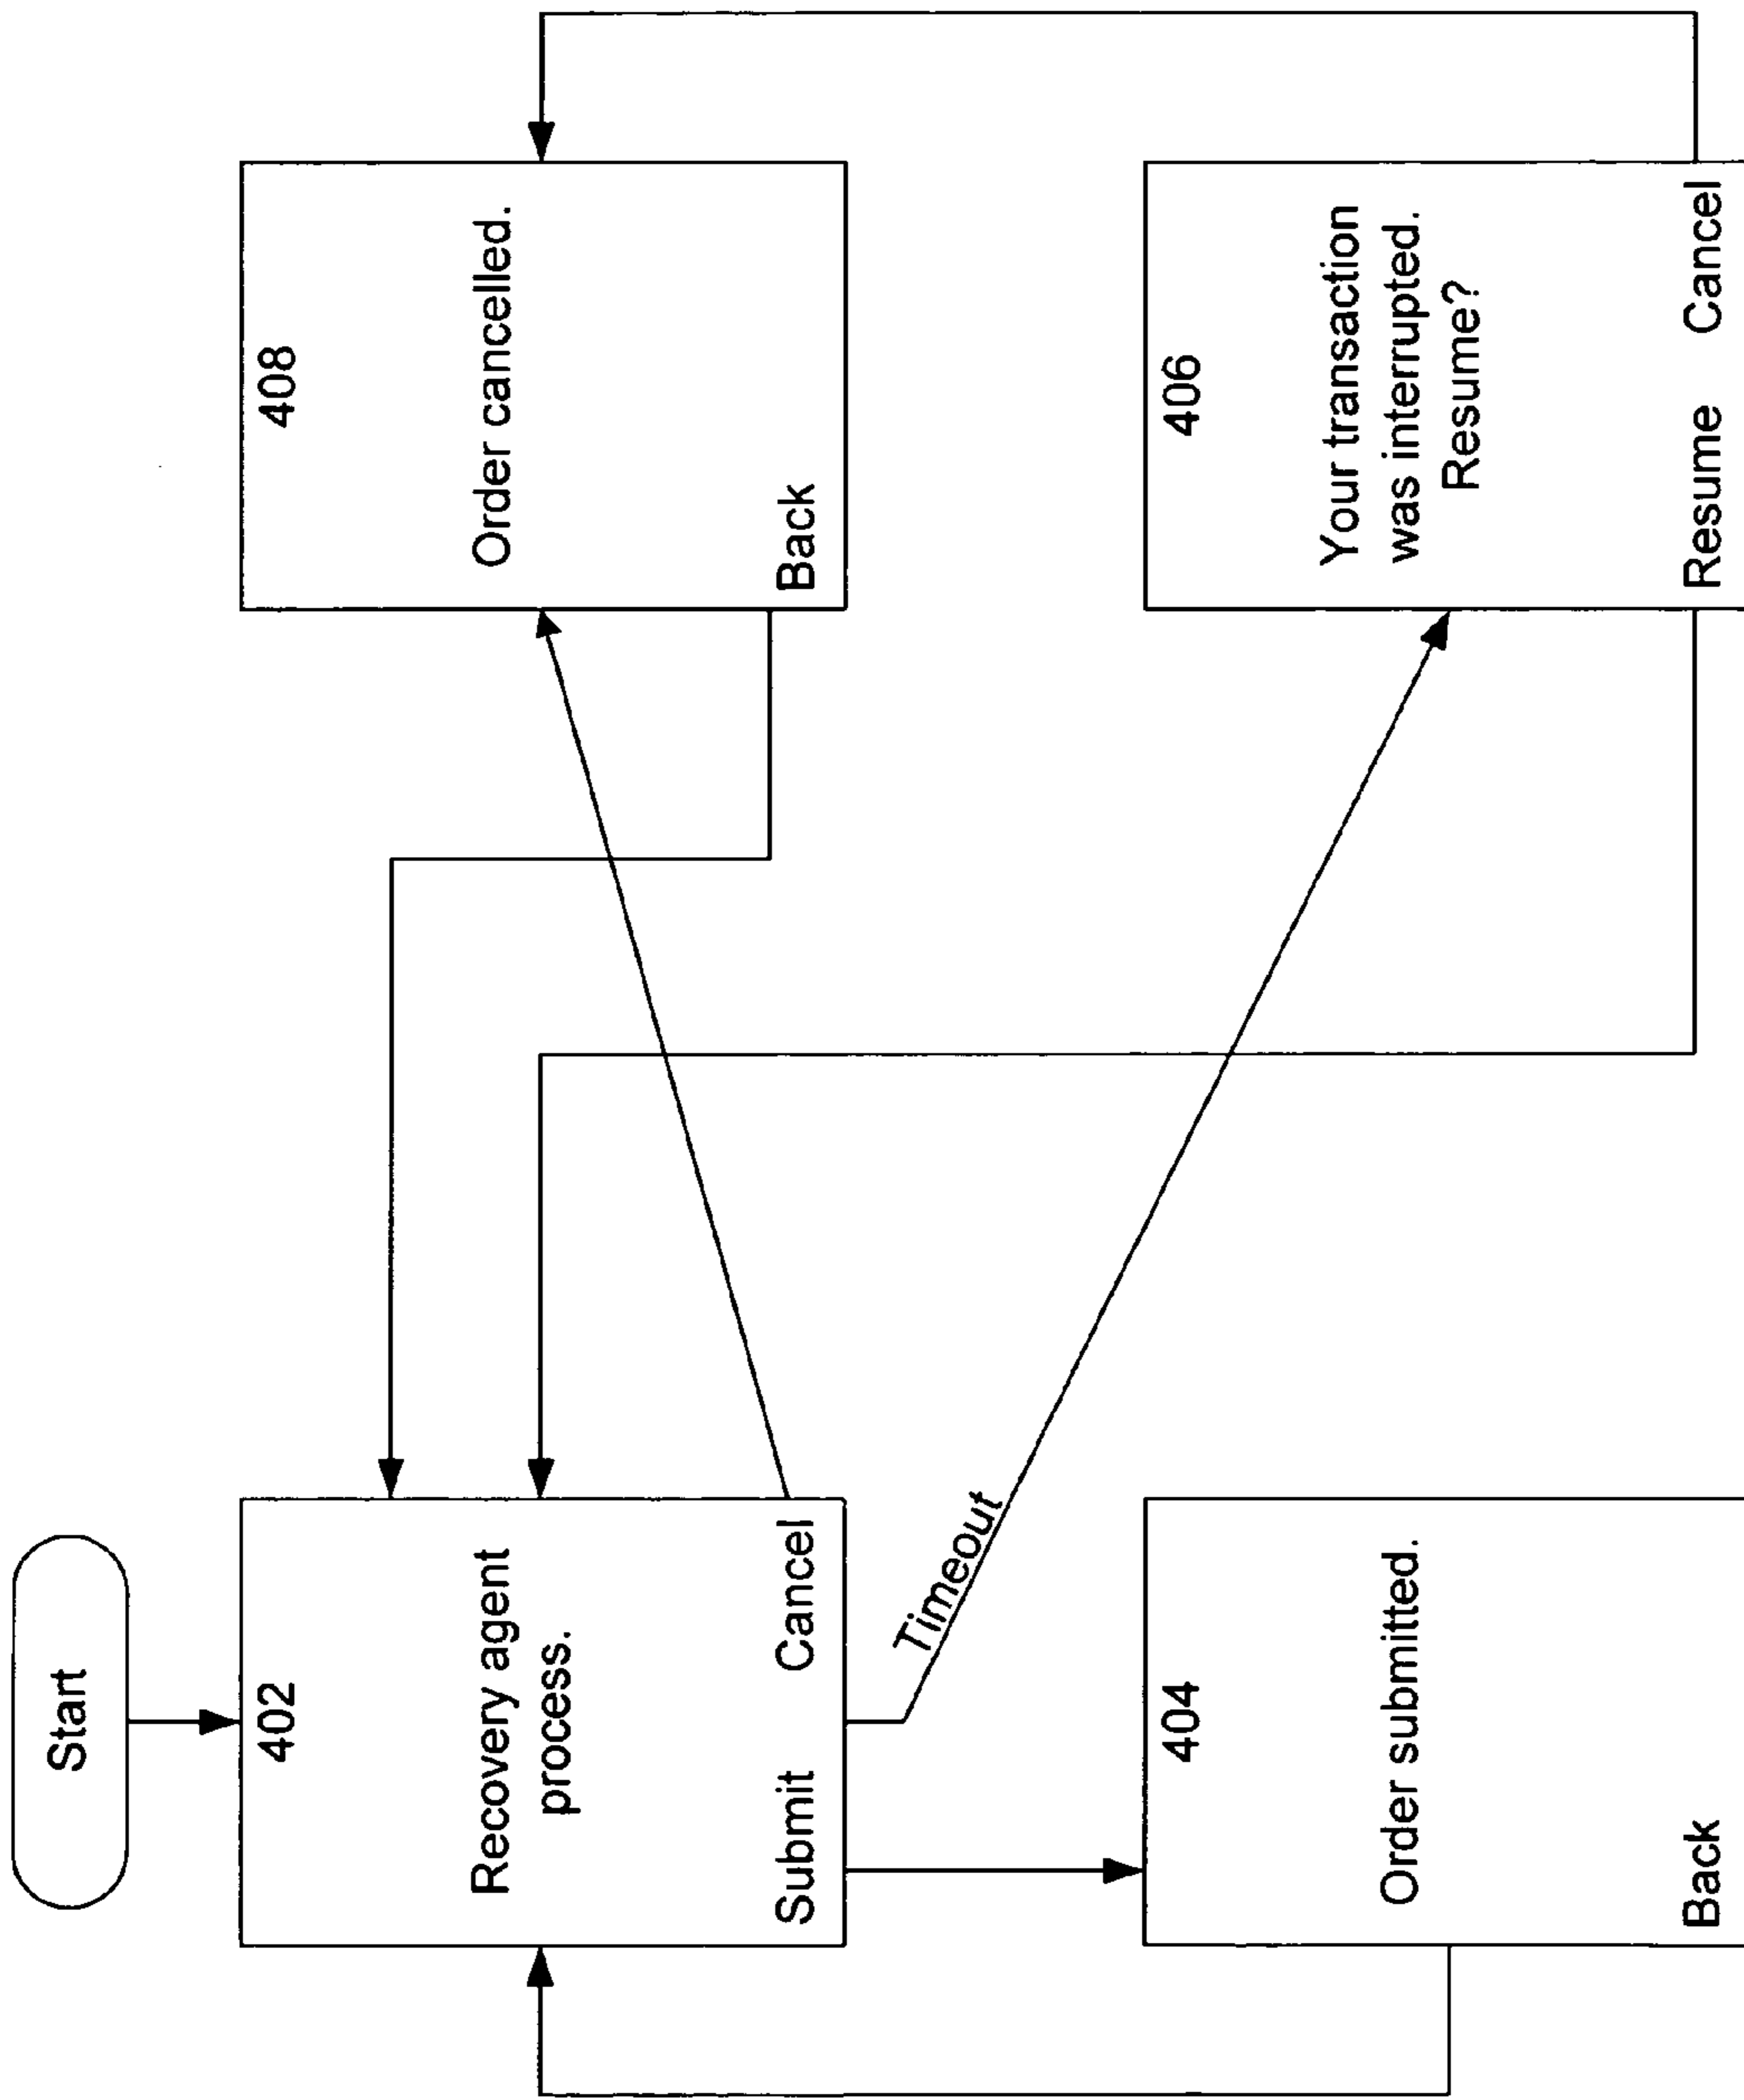 Start
402
Recovery agent
process.
Submit Cancel
408
Order cancelled.
Back
Timeout
404
Order submitted.
Back
406
Your transaction
was interrupted.
Resume?
Resume Cancel